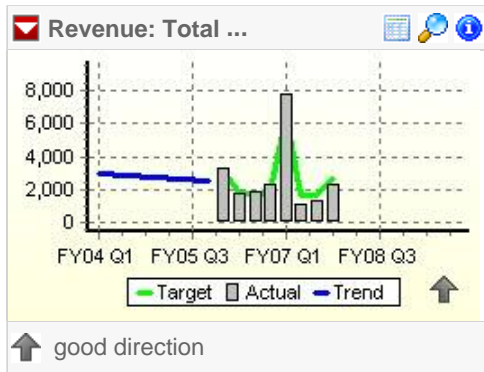 Revenue: Total ...
8,000
6,000
4,000
2,000
0
FY04 Q1 FY05 Q3 FY07 Q1 FY08 Q3
Target Actual Trend
good direction